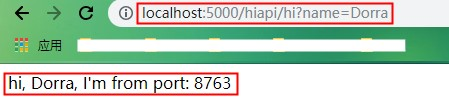 localhost:5000/hiapi/hi?name=Dorra
应用
hi, Dorra, I'm from port: 8763